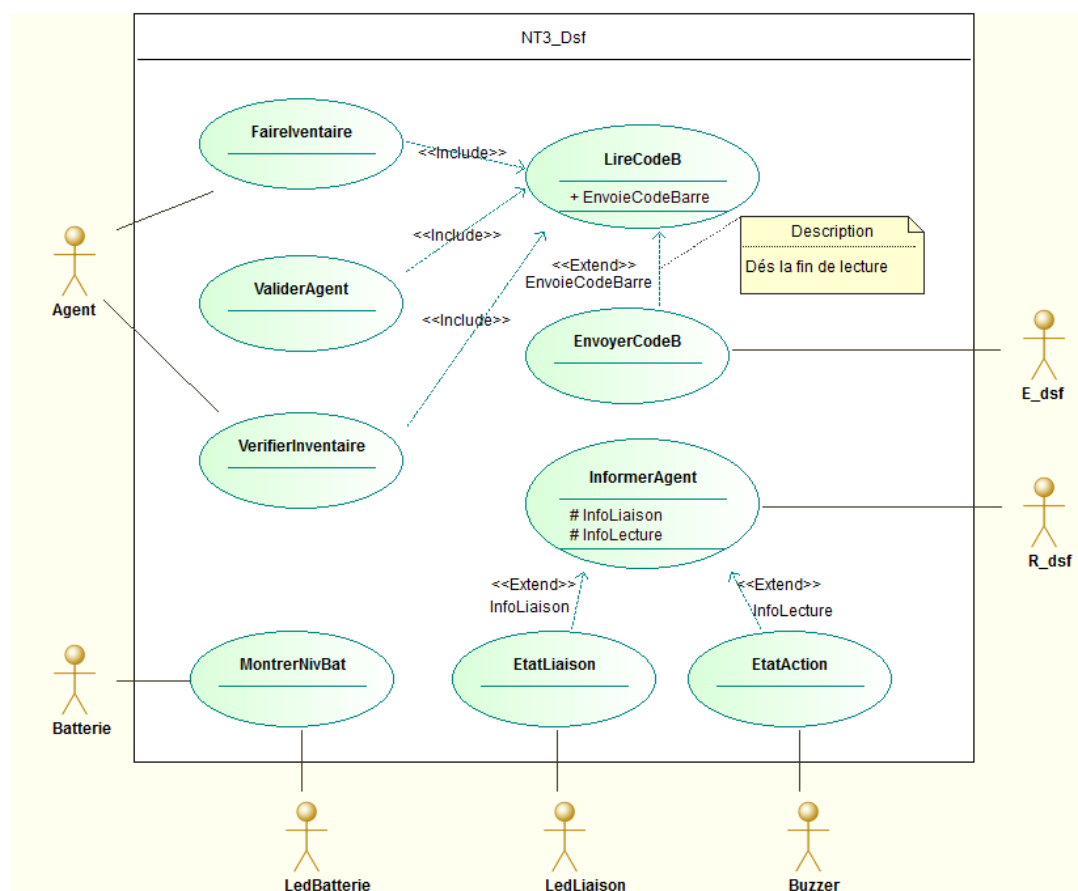 NT3_Dsf
FaireIventaire
<<Include>>
LireCodeB
+ EnvoieCodeBarre
<<Include>>
Description
Dés la fin de lecture
<<Extend>>
EnvoieCodeBarre
ValiderAgent
Agent
<<Include>>
EnvoyerCodeB
E_dsf
VerifierInventaire
InformerAgent
# InfoLiaison
# InfoLecture
R_dsf
<<Extend>>
InfoLiaison
<<Extend>>
InfoLecture
MontrerNivBat
EtatLiaison
EtatAction
Batterie
LedBatterie
LedLiaison
Buzzer